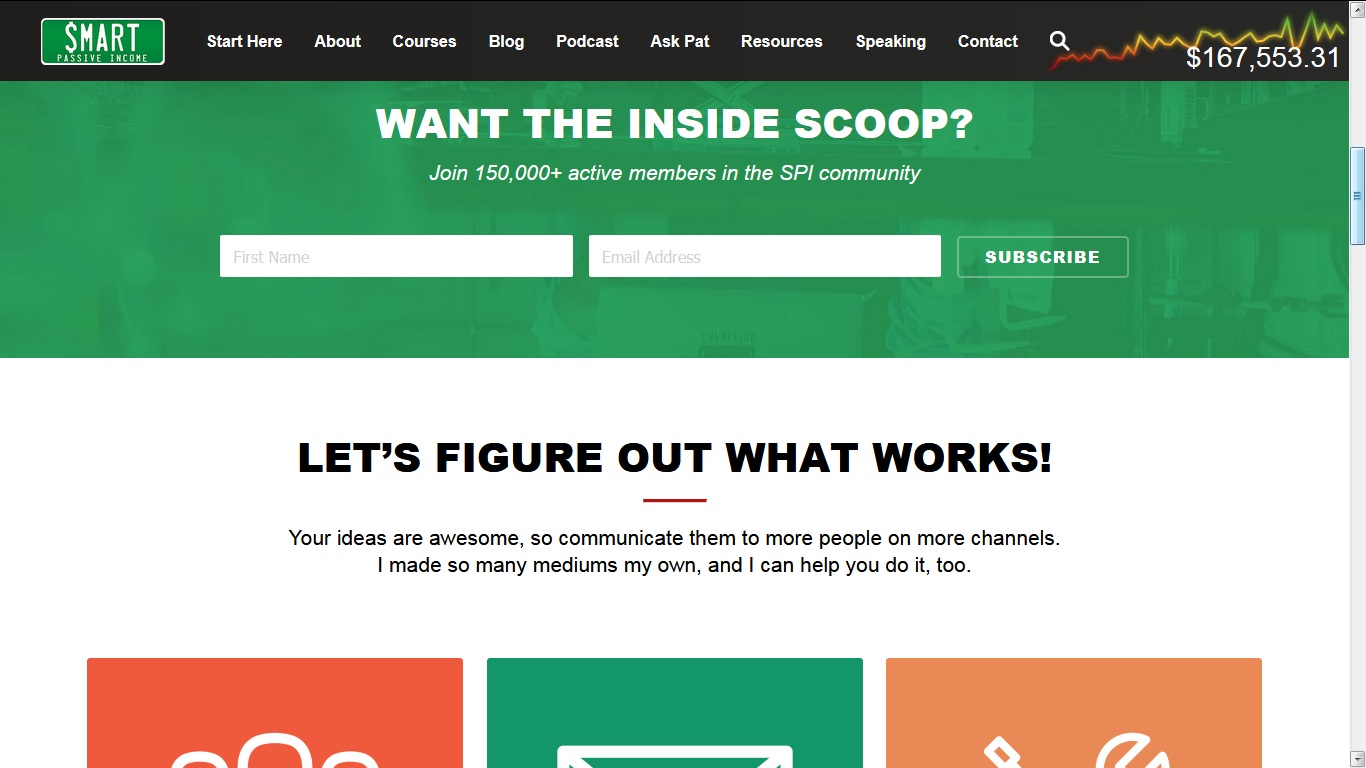 $MART
PASSIVE INCOME
Start Here
About
Courses
Blog
Podcast
Ask Pat
Resources
Speaking
Contact
$167,553.31
WANT THE INSIDE SCOOP?
Join 150,000+ active members in the SPI community
First Name
Email Address
SUBSCRIBE
LET’S FIGURE OUT WHAT WORKS!
Your ideas are awesome, so communicate them to more people on more channels.
I made so many mediums my own, and I can help you do it, too.